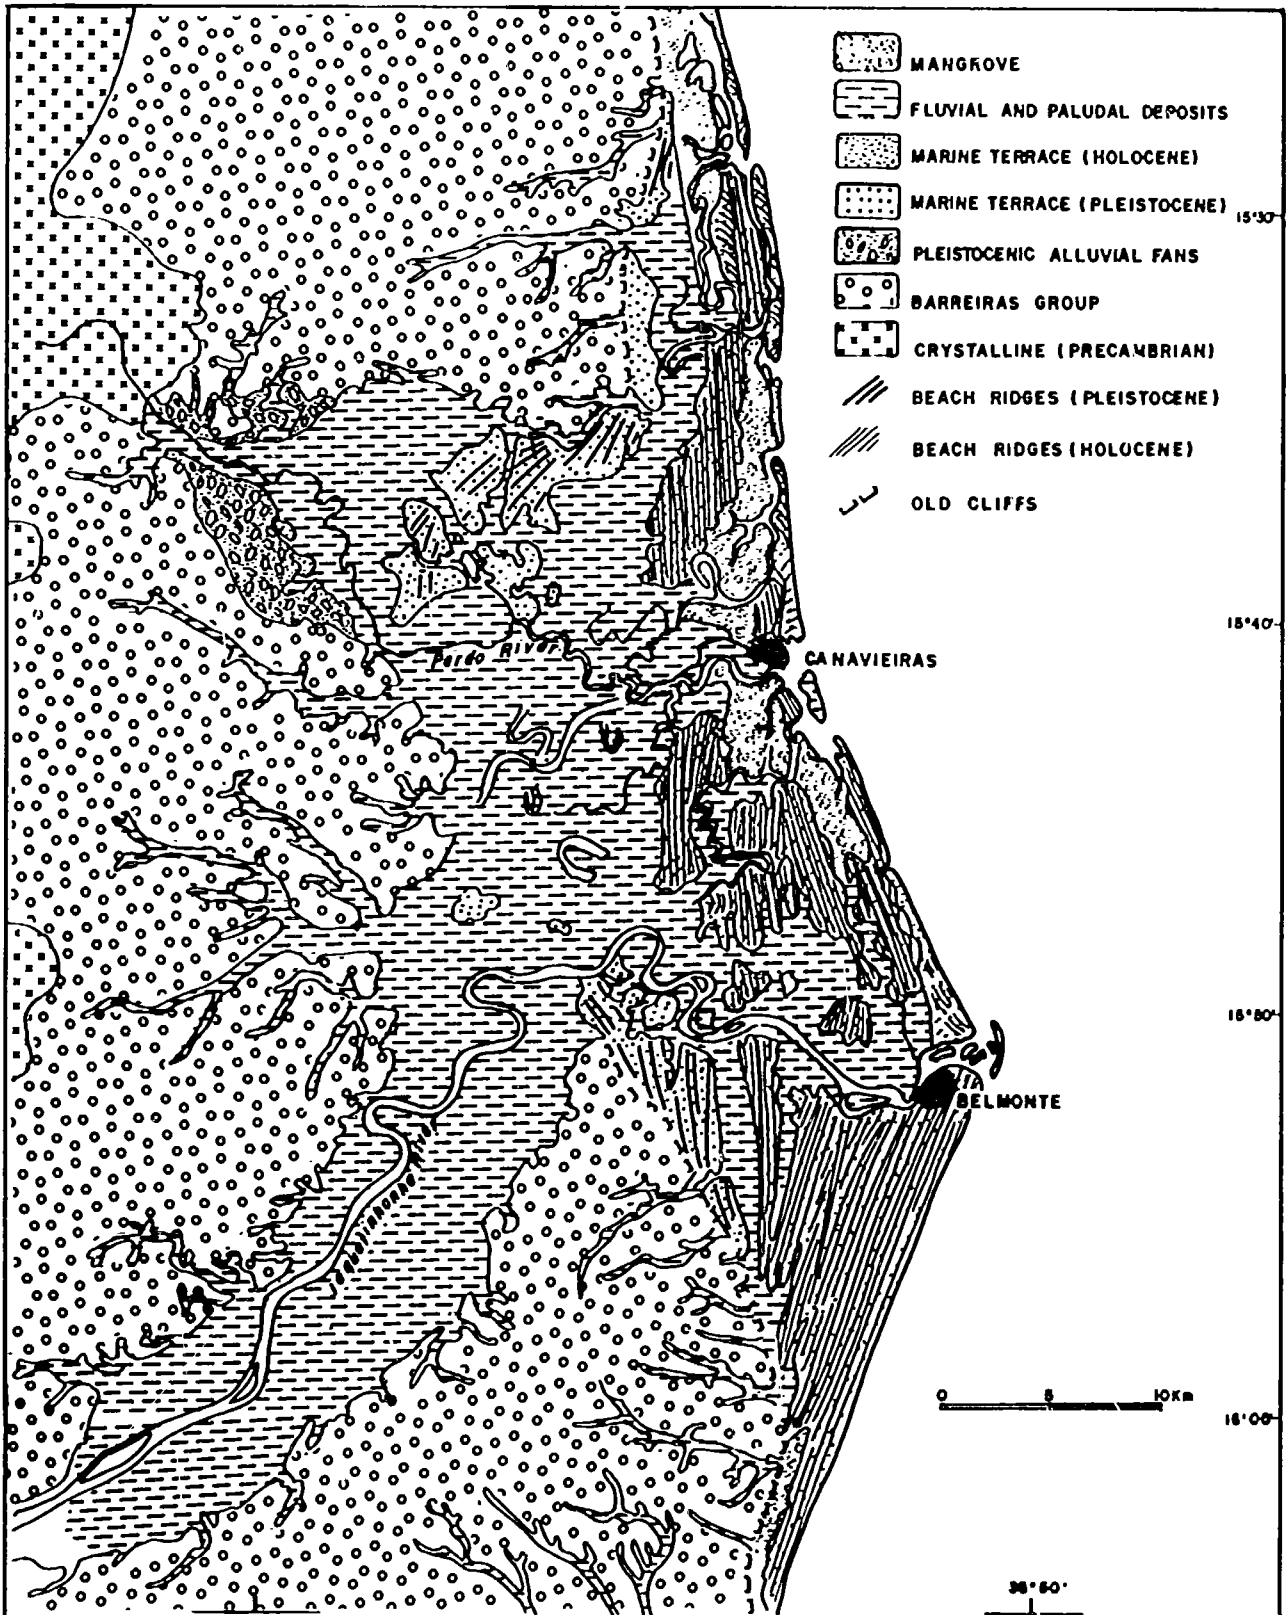 MANGROVE
FLUVIAL AND PALUDAL DEPOSITS
MARINE TERRACE (HOLOCENE)
MARINE TERRACE (PLEISTOCENE)
15°30'
PLEISTOCENIC ALLUVIAL FANS
BARREIRAS GROUP
CRYSTALLINE (PRECAMBRIAN)
BEACH RIDGES (PLEISTOCENE)
BEACH RIDGES (HOLOCENE)
OLD CLIFFS
15°40'
Pardo River
CANAVIEIRAS
15°50'
BELMONTE
Jequitinhonha River
0 5 10Km
16°00'
38°50'